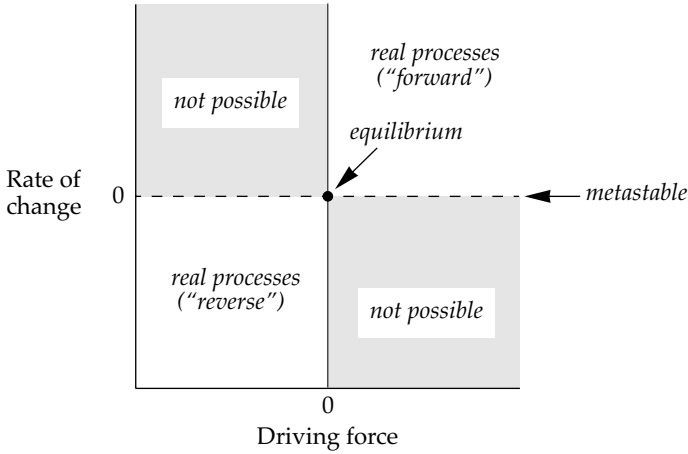 real processes
(“forward”)
not possible
equilibrium
Rate of
change
0
metastable
real processes
(“reverse”)
not possible
0
Driving force